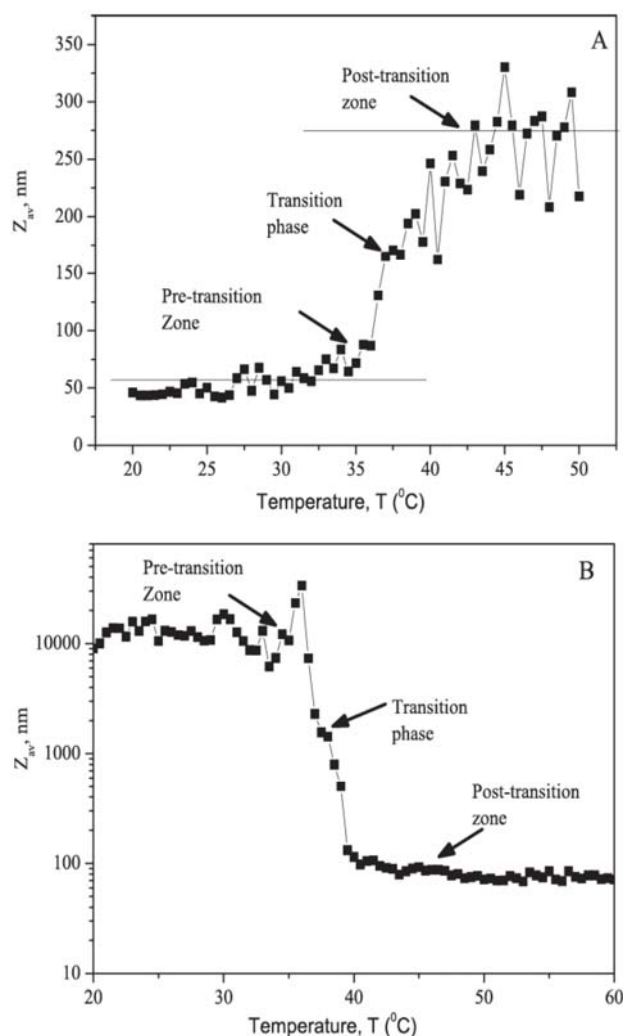 A
350
300
250
200
150
100
50
0
Z_av, nm
Post-transition
zone
Transition
phase
Pre-transition
Zone
20 25 30 35 40 45 50
Temperature, T (⁰C)
B
10000
1000
100
10
Z_av, nm
Pre-transition
Zone
Transition
phase
Post-transition
zone
20 30 40 50 60
Temperature, T (⁰C)